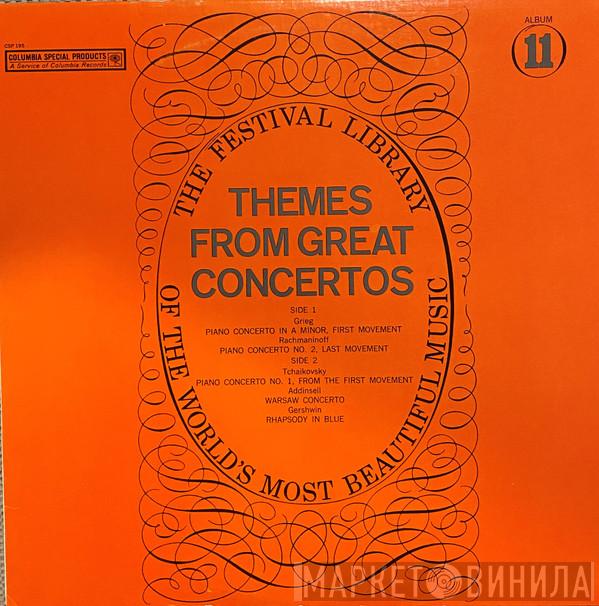 CSP 195
COLUMBIA SPECIAL PRODUCTS
A Service of Columbia Records
ALBUM
11
THE FESTIVAL LIBRARY
OF THE WORLD'S MOST BEAUTIFUL MUSIC
THEMES
FROM GREAT
CONCERTOS
SIDE 1
Grieg
PIANO CONCERTO IN A MINOR, FIRST MOVEMENT
Rachmaninoff
PIANO CONCERTO NO. 2, LAST MOVEMENT
SIDE 2
Tchaikovsky
PIANO CONCERTO NO. 1, FROM THE FIRST MOVEMENT
Addinsell
WARSAW CONCERTO
Gershwin
RHAPSODY IN BLUE
МАРКЕТ ВИНИЛА